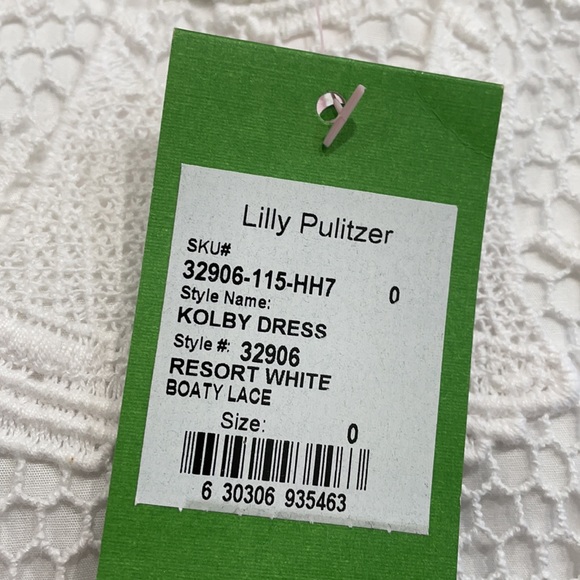 Lilly Pulitzer
SKU#
32906-115-HH7 0
Style Name:
KOLBY DRESS
Style #: 32906
RESORT WHITE
BOATY LACE
Size: 0
6 30306 935463